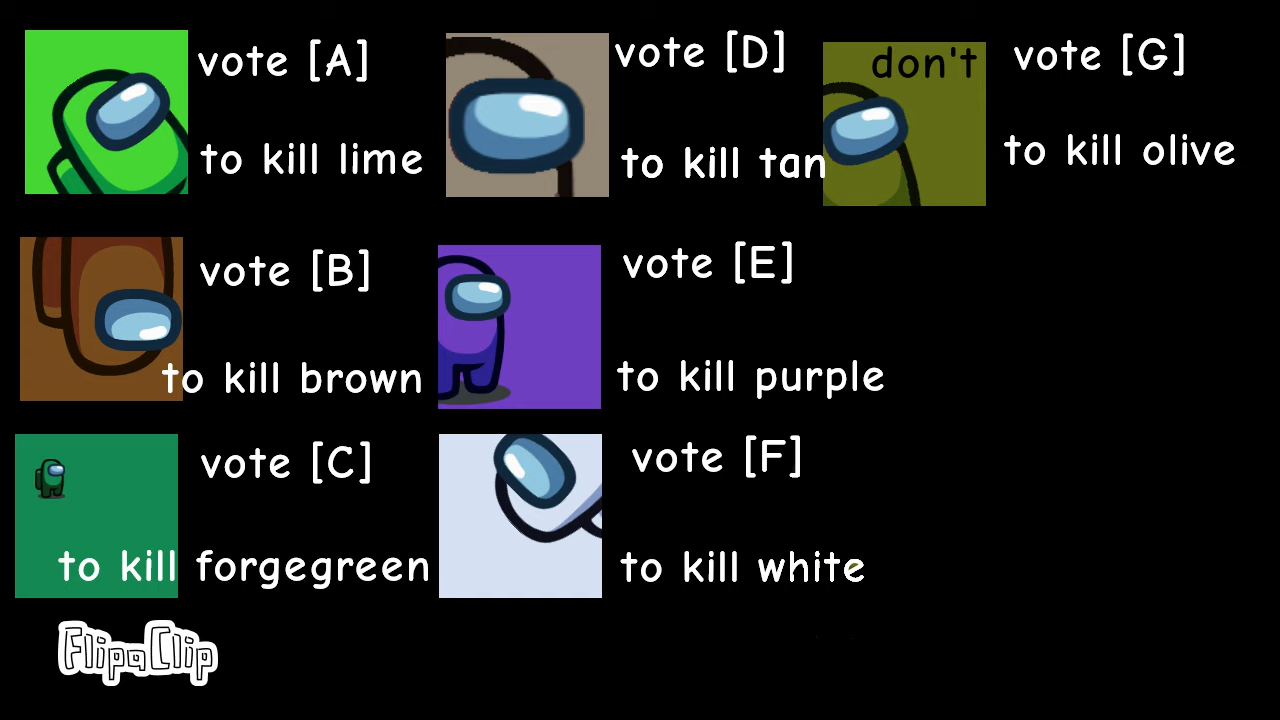 vote [A]
to kill lime
vote [D]
to kill tan
don't
vote [G]
to kill olive
vote [B]
to kill brown
vote [E]
to kill purple
vote [C]
to kill forgegreen
vote [F]
to kill white
FlipaClip